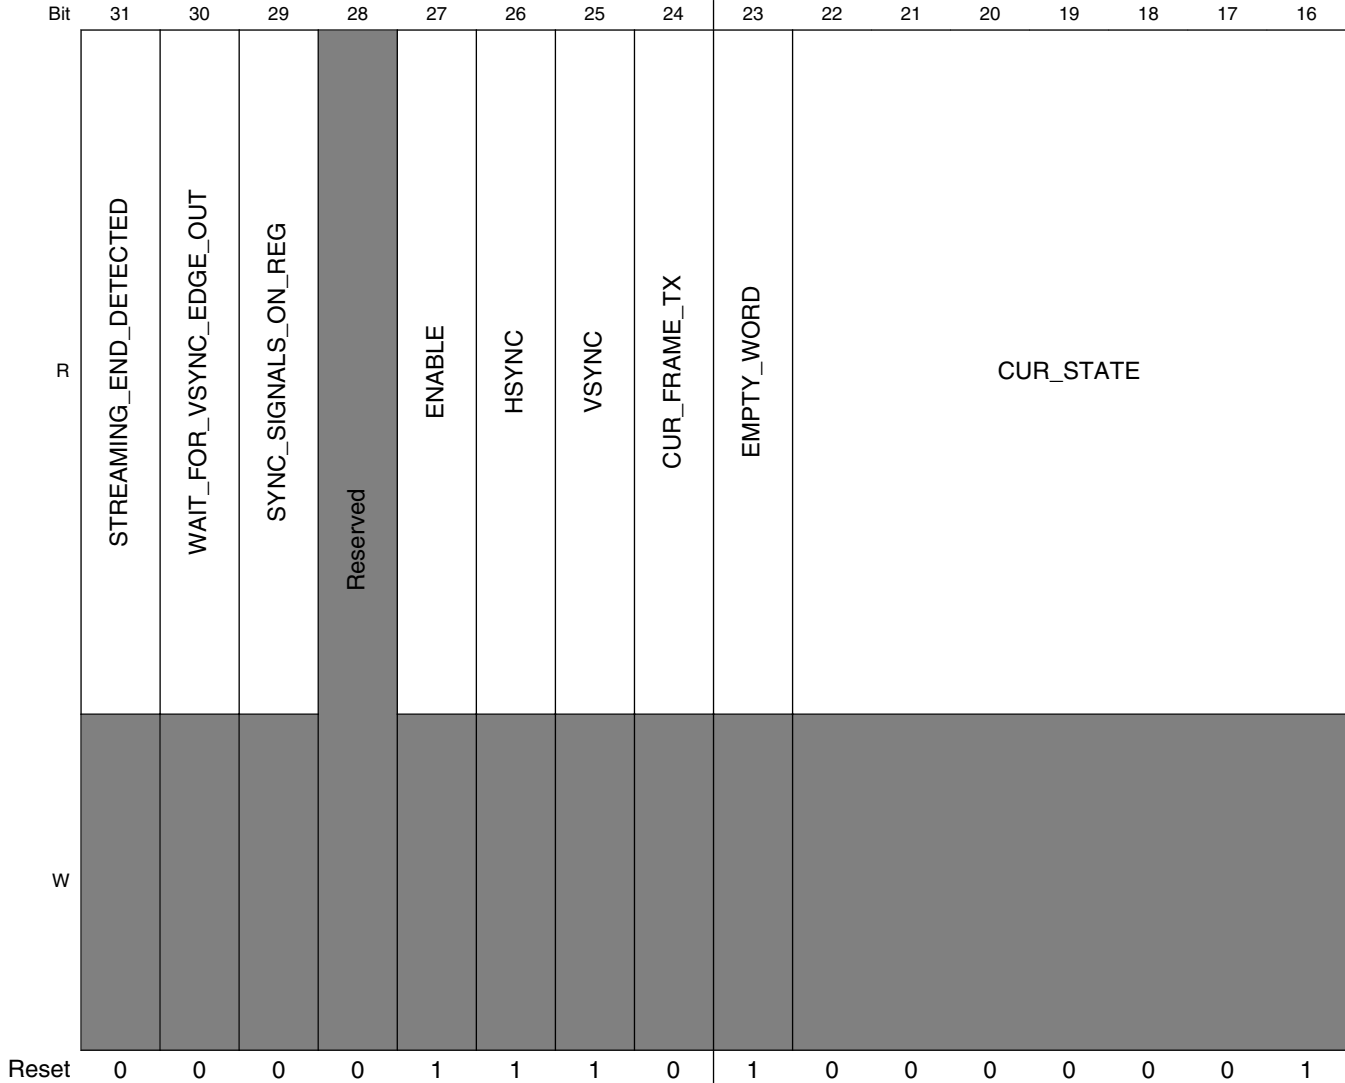 Bit 31 30 29 28 27 26 25 24 23 22 21 20 19 18 17 16
R STREAMING_END_DETECTED WAIT_FOR_VSYNC_EDGE_OUT SYNC_SIGNALS_ON_REG Reserved ENABLE HSYNC VSYNC CUR_FRAME_TX EMPTY_WORD CUR_STATE
W
Reset 0 0 0 0 1 1 1 0 1 0 0 0 0 0 0 1